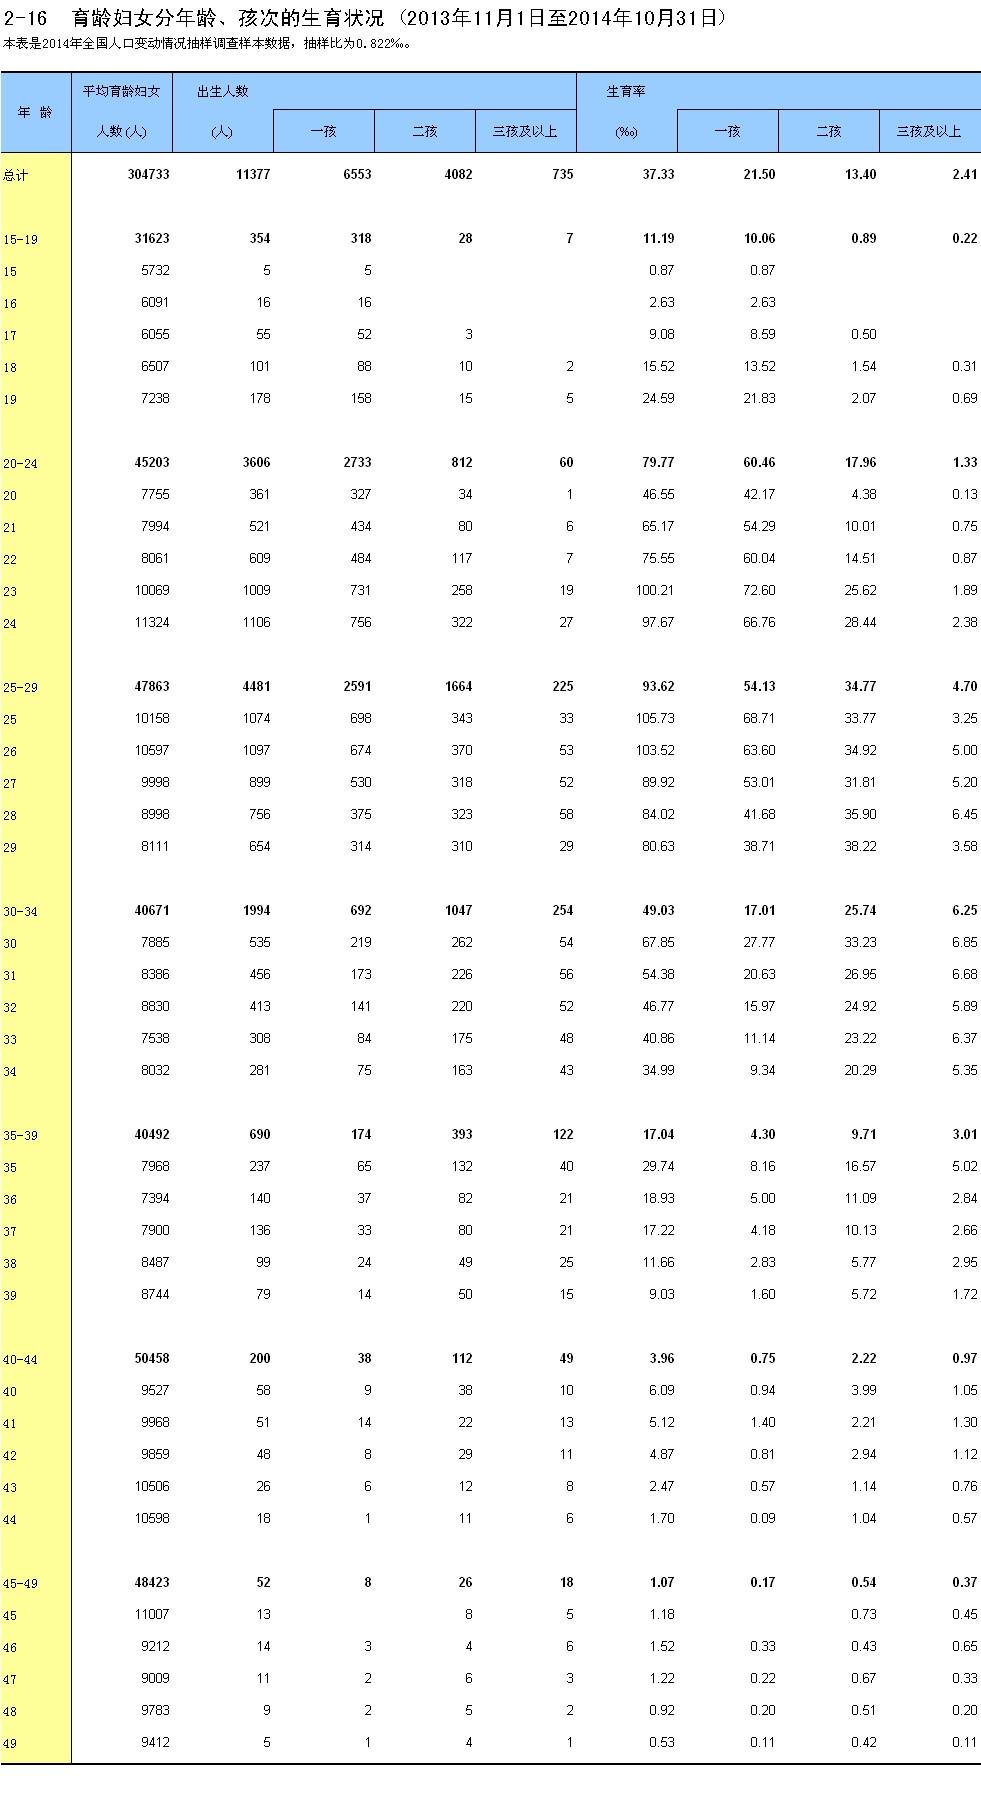 2-16 育龄妇女分年龄、孩次的生育状况 (2013年11月1日至2014年10月31日)
本表是2014年全国人口变动情况抽样调查样本数据，抽样比为0.822‰。
年 龄 平均育龄妇女人数(人) 出生人数(人) 一孩 二孩 三孩及以上 生育率(‰) 一孩 二孩 三孩及以上
总计 304733 11377 6553 4082 735 37.33 21.50 13.40 2.41
15-19 31623 354 318 28 7 11.19 10.06 0.89 0.22
15 5732 5 5 0.87 0.87
16 6091 16 16 2.63 2.63
17 6055 55 52 3 9.08 8.59 0.50
18 6507 101 88 10 2 15.52 13.52 1.54 0.31
19 7238 178 158 15 5 24.59 21.83 2.07 0.69
20-24 45203 3606 2733 812 60 79.77 60.46 17.96 1.33
20 7755 361 327 34 1 46.55 42.17 4.38 0.13
21 7994 521 434 80 6 65.17 54.29 10.01 0.75
22 8061 609 484 117 7 75.55 60.04 14.51 0.87
23 10069 1009 731 258 19 100.21 72.60 25.62 1.89
24 11324 1106 756 322 27 97.67 66.76 28.44 2.38
25-29 47863 4481 2591 1664 225 93.62 54.13 34.77 4.70
25 10158 1074 698 343 33 105.73 68.71 33.77 3.25
26 10597 1097 674 370 53 103.52 63.60 34.92 5.00
27 9998 899 530 318 52 89.92 53.01 31.81 5.20
28 8998 756 375 323 58 84.02 41.68 35.90 6.45
29 8111 654 314 310 29 80.63 38.71 38.22 3.58
30-34 40671 1994 692 1047 254 49.03 17.01 25.74 6.25
30 7885 535 219 262 54 67.85 27.77 33.23 6.85
31 8386 456 173 226 56 54.38 20.63 26.95 6.68
32 8830 413 141 220 52 46.77 15.97 24.92 5.89
33 7538 308 84 175 48 40.86 11.14 23.22 6.37
34 8032 281 75 163 43 34.99 9.34 20.29 5.35
35-39 40492 690 174 393 122 17.04 4.30 9.71 3.01
35 7968 237 65 132 40 29.74 8.16 16.57 5.02
36 7394 140 37 82 21 18.93 5.00 11.09 2.84
37 7900 136 33 80 21 17.22 4.18 10.13 2.66
38 8487 99 24 49 25 11.66 2.83 5.77 2.95
39 8744 79 14 50 15 9.03 1.60 5.72 1.72
40-44 50458 200 38 112 49 3.96 0.75 2.22 0.97
40 9527 58 9 38 10 6.09 0.94 3.99 1.05
41 9968 51 14 22 13 5.12 1.40 2.21 1.30
42 9859 48 8 29 11 4.87 0.81 2.94 1.12
43 10506 26 6 12 8 2.47 0.57 1.14 0.76
44 10598 18 1 11 6 1.70 0.09 1.04 0.57
45-49 48423 52 8 26 18 1.07 0.17 0.54 0.37
45 11007 13 8 5 1.18 0.73 0.45
46 9212 14 3 4 6 1.52 0.33 0.43 0.65
47 9009 11 2 6 3 1.22 0.22 0.67 0.33
48 9783 9 2 5 2 0.92 0.20 0.51 0.20
49 9412 5 1 4 1 0.53 0.11 0.42 0.11